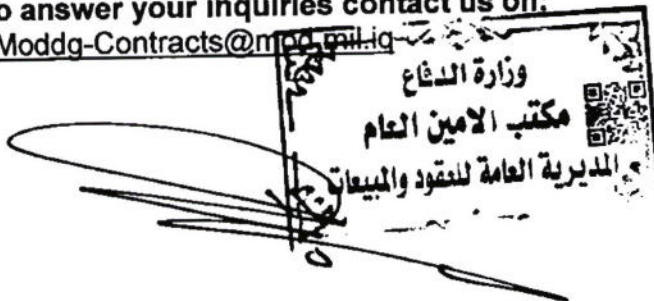 o answer your inquiries contact us on.
Moddg-Contracts@mod.mil.iq
وزارة الدفاع
مكتب الامين العام
المديرية العامة للعقود والمبيعات